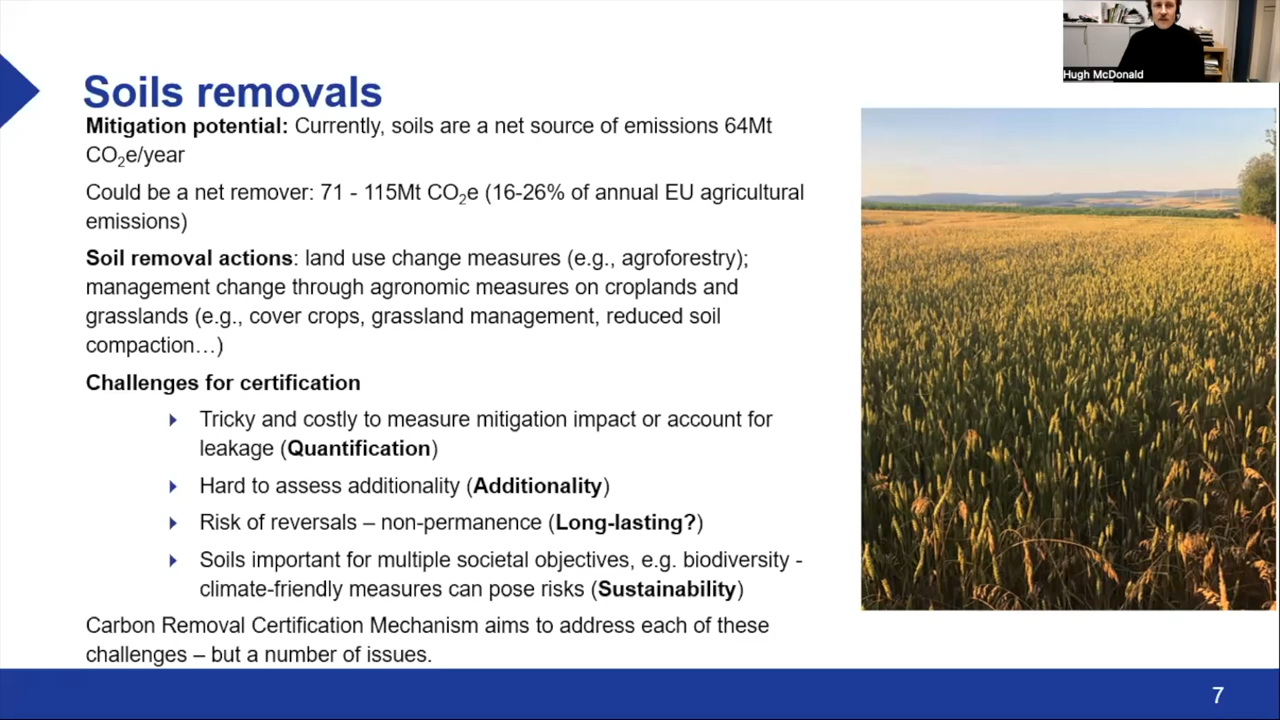 Hugh McDonald
Soils removals
Mitigation potential: Currently, soils are a net source of emissions 64Mt
CO₂e/year
Could be a net remover: 71 - 115Mt CO₂e (16-26% of annual EU agricultural
emissions)
Soil removal actions: land use change measures (e.g., agroforestry);
management change through agronomic measures on croplands and
grasslands (e.g., cover crops, grassland management, reduced soil
compaction…)
Challenges for certification
Tricky and costly to measure mitigation impact or account for
leakage (Quantification)
Hard to assess additionality (Additionality)
Risk of reversals – non-permanence (Long-lasting?)
Soils important for multiple societal objectives, e.g. biodiversity -
climate-friendly measures can pose risks (Sustainability)
Carbon Removal Certification Mechanism aims to address each of these
challenges – but a number of issues.
7